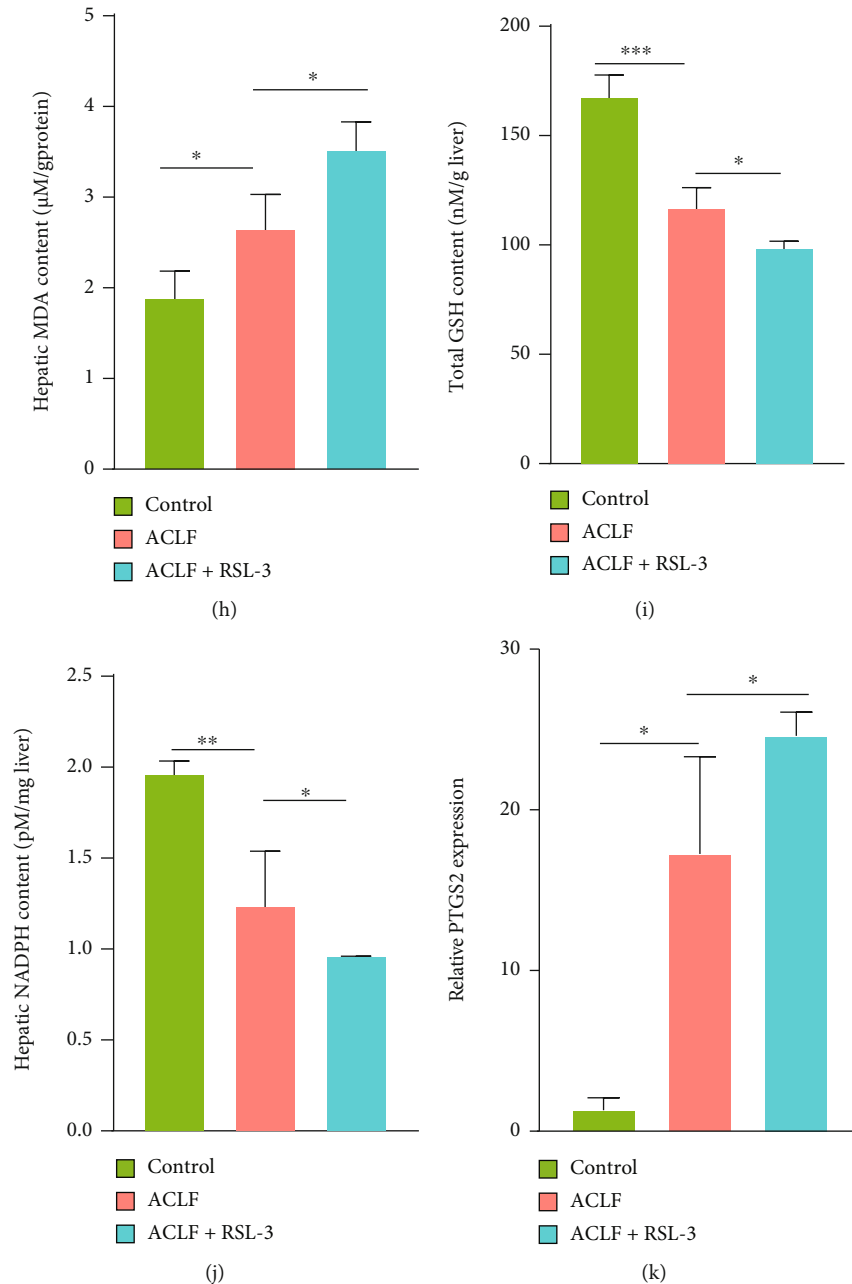 Hepatic MDA content (μM/gprotein)
5
4
3
2
1
0
*
*
Control
ACLF
ACLF + RSL-3
(h)
Total GSH content (nM/g liver)
200
150
100
50
0
***
*
Control
ACLF
ACLF + RSL-3
(i)
Hepatic NADPH content (pM/mg liver)
2.5
2.0
1.5
1.0
0.5
0.0
**
*
Control
ACLF
ACLF + RSL-3
(j)
Relative PTGS2 expression
30
20
10
0
*
*
Control
ACLF
ACLF + RSL-3
(k)